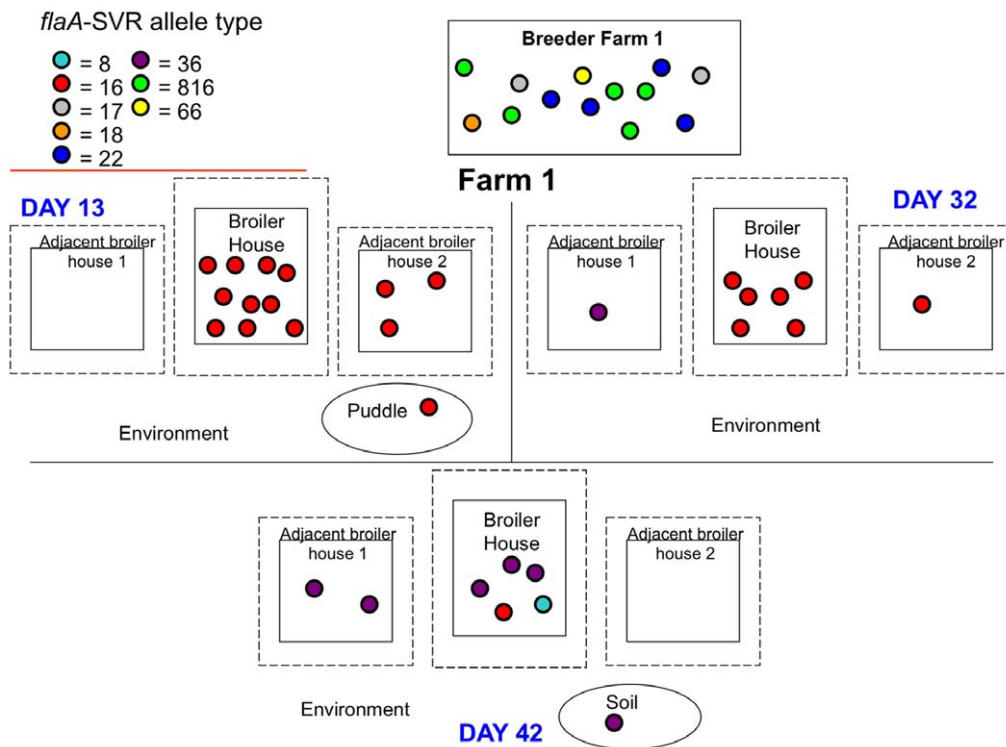 flaA-SVR allele type
= 8
= 36
= 16
= 816
= 17
= 66
= 18
= 22
Breeder Farm 1
Farm 1
DAY 13
Adjacent broiler
house 1
Broiler
House
Adjacent broiler
house 2
Puddle
Environment
DAY 32
Adjacent broiler
house 1
Broiler
House
Adjacent broiler
house 2
Environment
Adjacent broiler
house 1
Broiler
House
Adjacent broiler
house 2
Environment
Soil
DAY 42